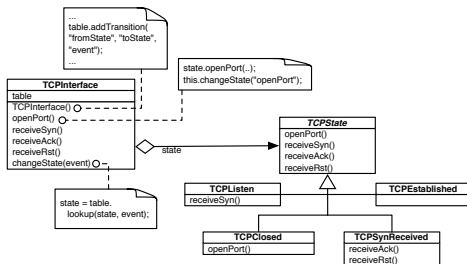 ...
table.addTransition(
"fromState", "toState",
"event");
...
state.openPort(..);
this.changeState("openPort");
TCPInterface
table
TCPInterface()
openPort()
receiveSyn()
receiveAck()
receiveRst()
changeState(event)
state
TCPState
openPort()
receiveSyn()
receiveAck()
receiveRst()
state = table.
lookup(state, event);
TCPListen
receiveSyn()
TCPEstablished
TCPClosed
openPort()
TCPSynReceived
receiveAck()
receiveRst()